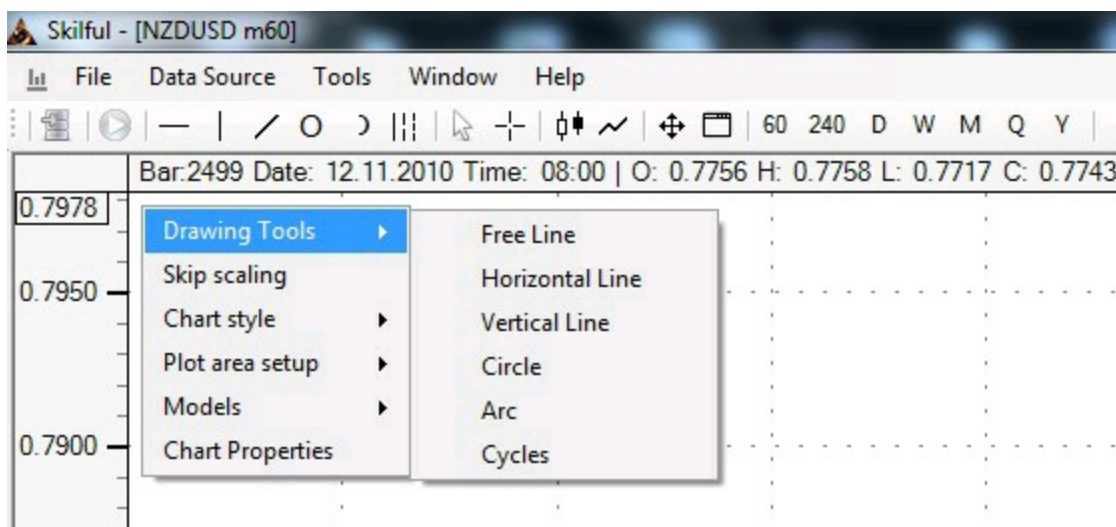 Skilful - [NZDUSD m60]
File Data Source Tools Window Help
60 240 D W M Q Y
Bar:2499 Date: 12.11.2010 Time: 08:00 | O: 0.7756 H: 0.7758 L: 0.7717 C: 0.7743
0.7978
Drawing Tools
Free Line
Skip scaling
Horizontal Line
0.7950
Chart style
Vertical Line
Plot area setup
Circle
Models
Arc
0.7900
Chart Properties
Cycles